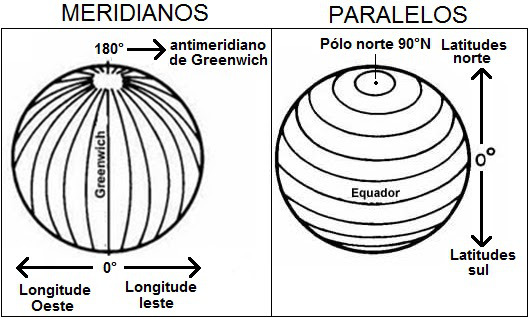 MERIDIANOS
180°
antimeridiano
de Greenwich
Greenwich
0°
Longitude
Oeste
Longitude
leste
PARALELOS
Pólo norte 90°N
Latitudes
norte
0°
Equador
Latitudes
sul